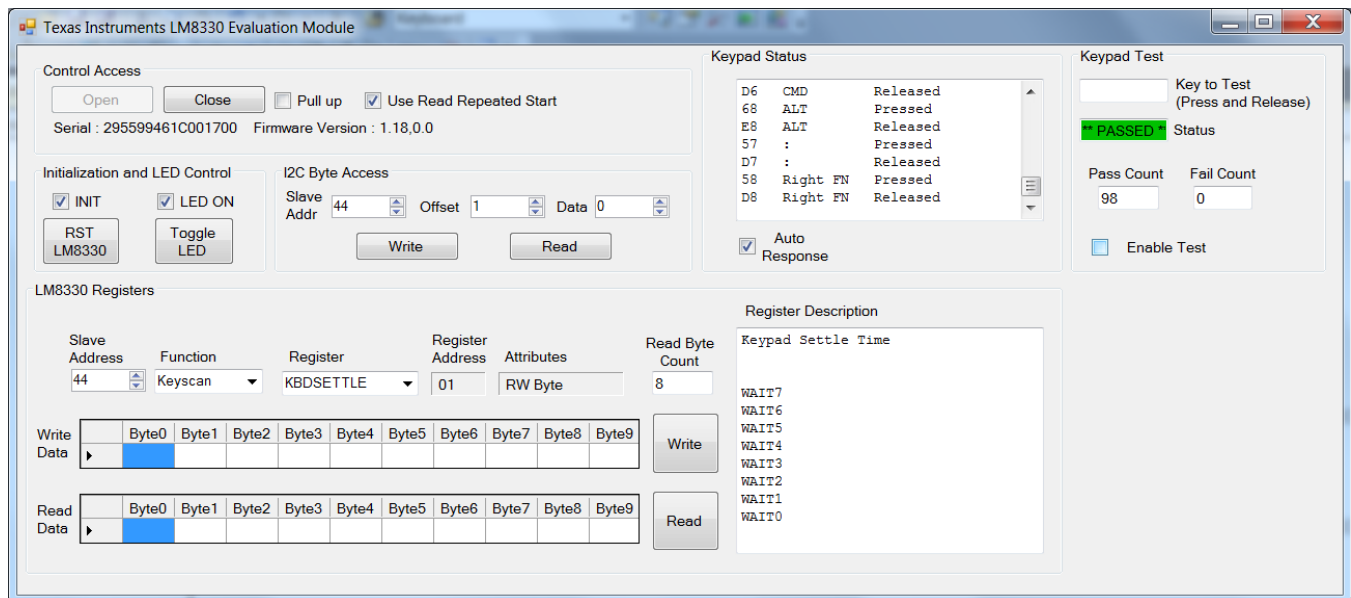 Texas Instruments LM8330 Evaluation Module
Control Access
Open Close Pull up Use Read Repeated Start
Serial : 295599461C001700 Firmware Version : 1.18,0.0
Initialization and LED Control
INIT LED ON
RST
LM8330
Toggle
LED
I2C Byte Access
Slave
Addr 44 Offset 1 Data 0
Write Read
Keypad Status
D6 CMD Released
68 ALT Pressed
E8 ALT Released
57 : Pressed
D7 : Released
58 Right FN Pressed
D8 Right FN Released
Auto
Response
Keypad Test
Key to Test
(Press and Release)
** PASSED * Status
Pass Count Fail Count
98 0
Enable Test
LM8330 Registers
Slave
Address Function Register Register
Address Attributes Read Byte
Count
44 Keyscan KBDSETTLE 01 RW Byte 8
Write
Data
Byte0 Byte1 Byte2 Byte3 Byte4 Byte5 Byte6 Byte7 Byte8 Byte9
Write
Read
Data
Byte0 Byte1 Byte2 Byte3 Byte4 Byte5 Byte6 Byte7 Byte8 Byte9
Read
Register Description
Keypad Settle Time
WAIT7
WAIT6
WAIT5
WAIT4
WAIT3
WAIT2
WAIT1
WAIT0